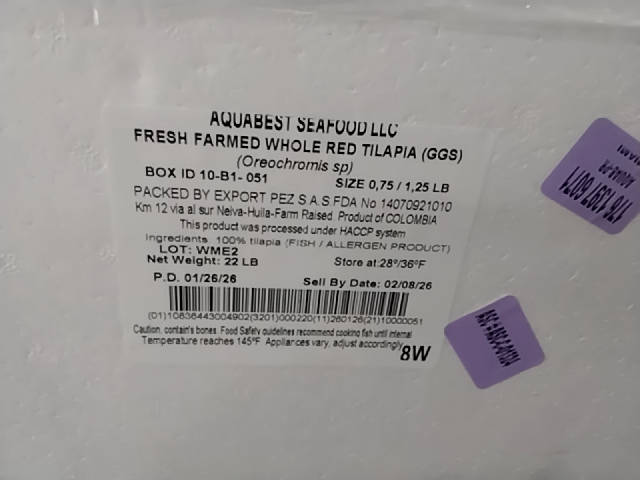 AQUABEST SEAFOOD LLC
FRESH FARMED WHOLE RED TILAPIA (GGS)
(Oreochromis sp)
BOX ID 10-B1-051 SIZE 0,75 / 1,25 LB
PACKED BY EXPORT PEZ S.A.S.FDA No 14070921010
Km 12 via al sur Neiva-Huila-Farm Raised Product of COLOMBIA
This product was processed under HACCP system
Ingredients: 100% tilapia (FISH / ALLERGEN PRODUCT)
LOT: WME2
Net Weight: 22 LB Store at:28°/36°F
P.D. 01/26/26 Sell By Date: 02/08/26
(01)10836443004902(3201)000220(11)260126(21)10000051
Caution, contain's bones. Food Safety guidelines recommend cooking fish until internal
Temperature reaches 145°F Appliances vary, adjust accordingly
8W